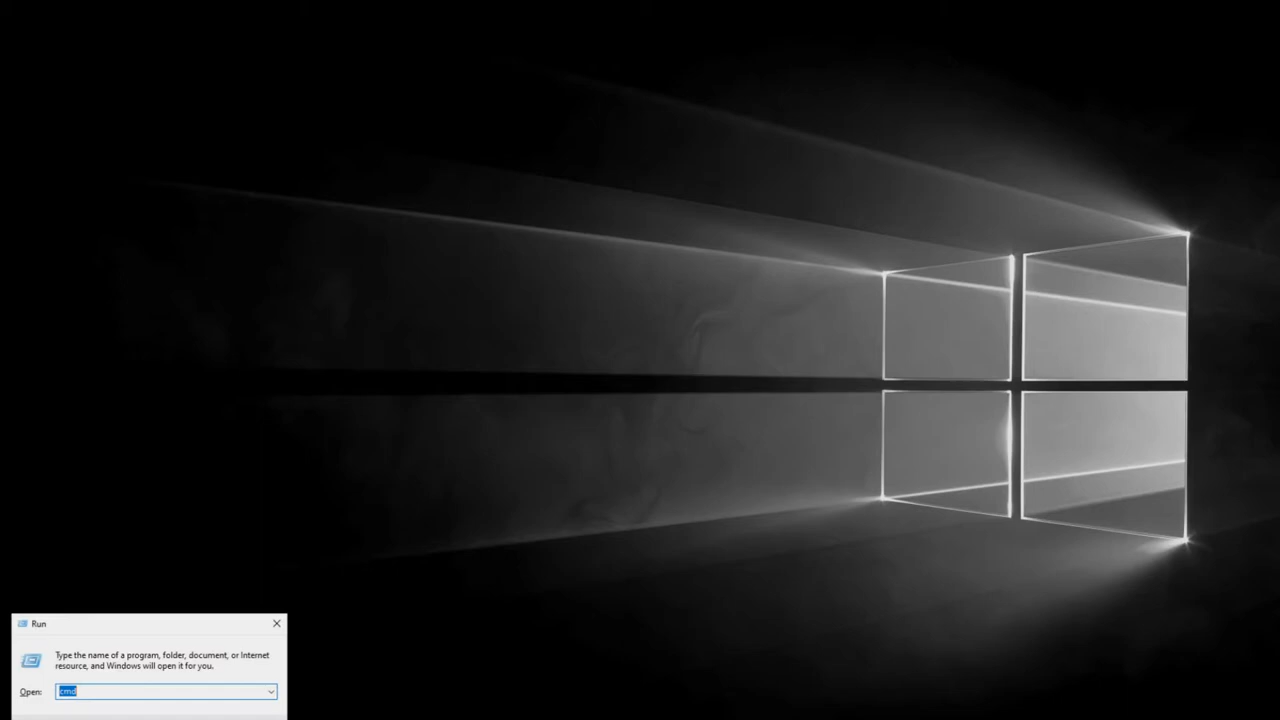 Run
Type the name of a program, folder, document, or Internet
resource, and Windows will open it for you.
Open: cmd